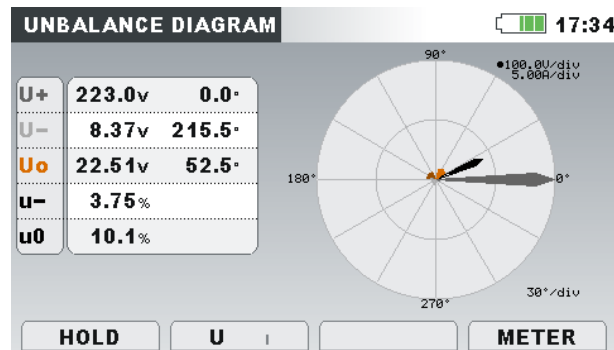 UNBALANCE DIAGRAM 17:34
90°
●100.0V/div
5.00A/div
U+ 223.0v 0.0°
U- 8.37v 215.5°
Uo 22.51v 52.5°
u- 3.75%
u0 10.1%
180° 0°
30°/div
270°
HOLD U I METER